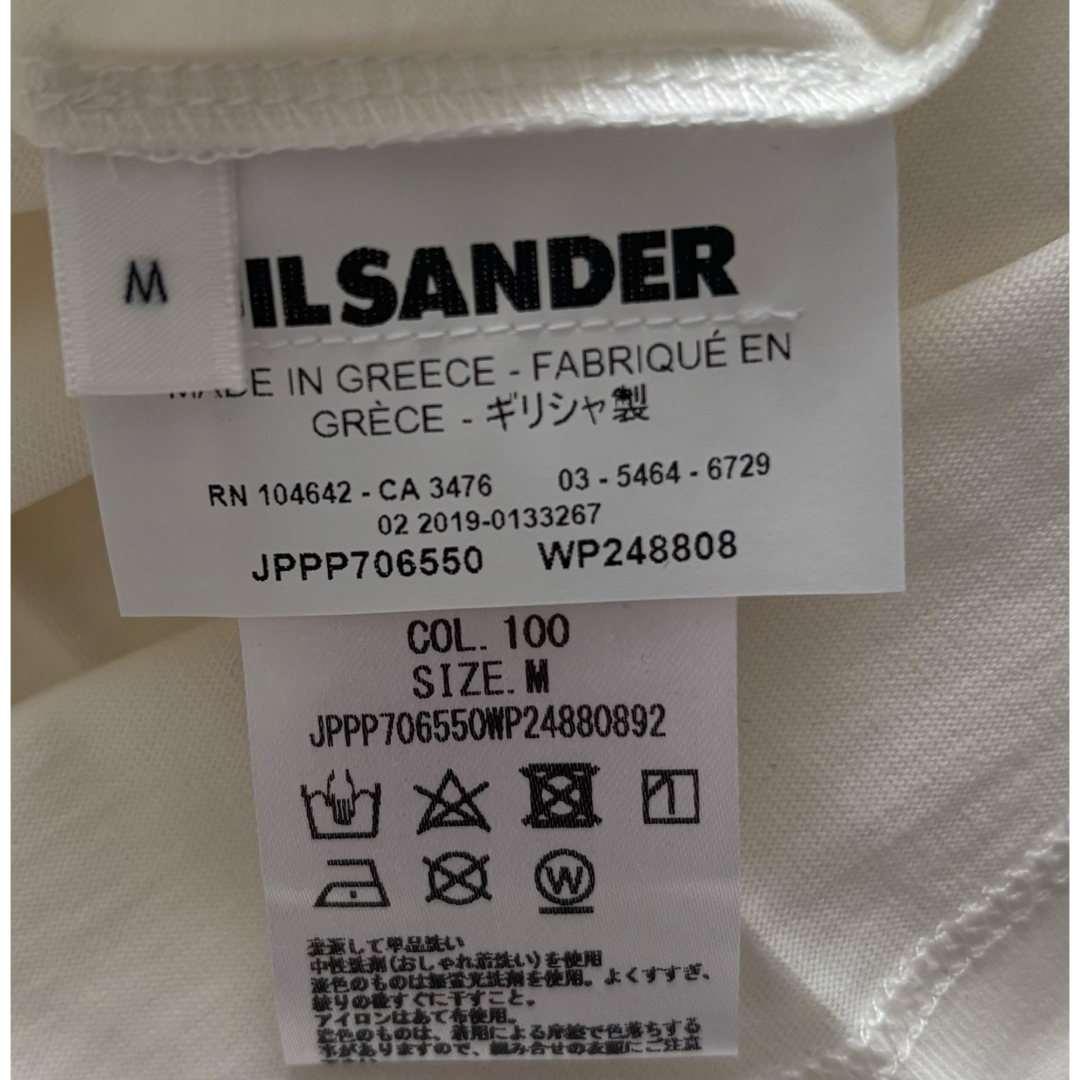 M
JIL SANDER
MADE IN GREECE - FABRIQUÉ EN
GRÈCE - ギリシャ製
RN 104642 - CA 3476 03 - 5464 - 6729
02 2019-0133267
JPPP706550 WP248808
COL. 100
SIZE. M
JPPP706550WP24880892
W
裏返して単品洗い
中性洗剤(おしゃれ着洗い)を使用
淡色のものは無蛍光洗剤を使用。よくすすぎ、
絞りの後すぐに干すこと。
アイロンはあて布使用。
濃色のものは、着用による摩擦で色落ちする
事がありますので、組み合せの衣服にご注意